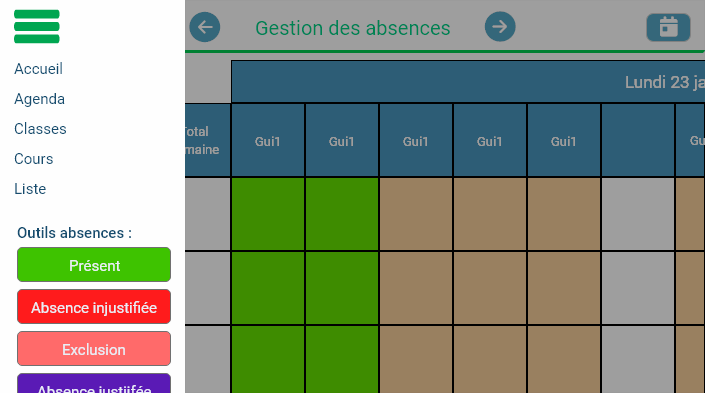 Gestion des absences
Accueil
Agenda
Classes
Cours
Liste
Outils absences :
Présent
Absence injustifiée
Exclusion
Absence justiifée
Lundi 23 ja
Total
maine
Gui1
Gui1
Gui1
Gui1
Gui1
Gu